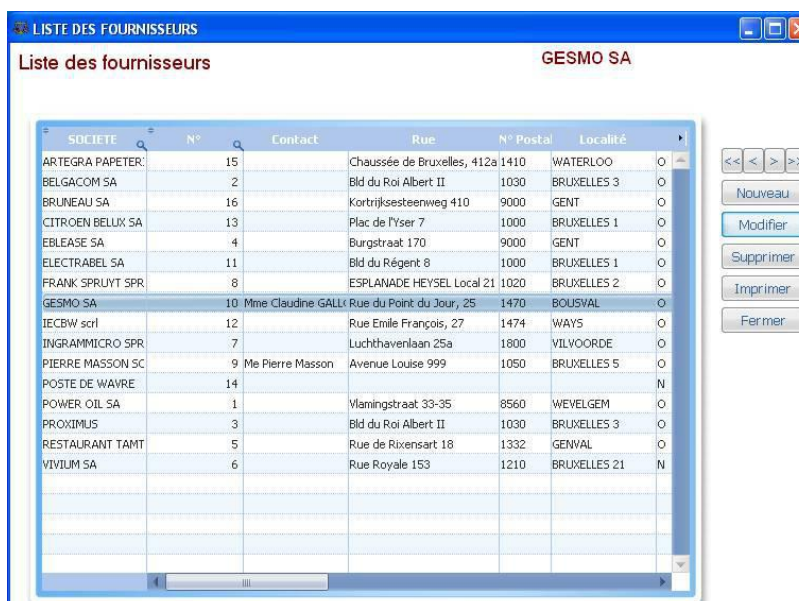 LISTE DES FOURNISSEURS
Liste des fournisseurs GESMO SA
SOCIETE N° Contact Rue N° Postal Localité
ARTEGRA PAPETER 15 Chaussée de Bruxelles, 412a 1410 WATERLOO O
BELGACOM SA 2 Bld du Roi Albert II 1030 BRUXELLES 3 O
BRUNEAU SA 16 Kortrijksesteenweg 410 9000 GENT O
CITROEN BELUX SA 13 Plac de l'Yser 7 1000 BRUXELLES 1 O
EBLEASE SA 4 Burgstraat 170 9000 GENT O
ELECTRABEL SA 11 Bld du Régent 8 1000 BRUXELLES 1 O
FRANK SPRUYT SPR 8 ESPLANADE HEYSEL Local 21 1020 BRUXELLES 2 O
GESMO SA 10 Mme Claudine GALL Rue du Point du Jour, 25 1470 BOUSVAL O
IECBW scrl 12 Rue Emile François, 27 1474 WAYS O
INGRAMMICRO SPR 7 Luchthavenlaan 25a 1800 VILVOORDE O
PIERRE MASSON SC 9 Me Pierre Masson Avenue Louise 999 1050 BRUXELLES 5 O
POSTE DE WAVRE 14 N
POWER OIL SA 1 Vlamingstraat 33-35 8560 WEVELGEM O
PROXIMUS 3 Bld du Roi Albert II 1030 BRUXELLES 3 O
RESTAURANT TAMT 5 Rue de Rixensart 18 1332 GENVAL O
VIVIUM SA 6 Rue Royale 153 1210 BRUXELLES 21 N
<< < > >>
Nouveau
Modifier
Supprimer
Imprimer
Fermer